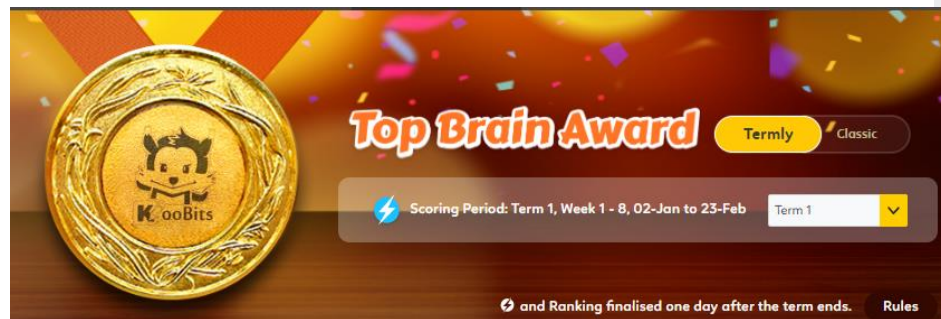 Top Brain Award
Termly
Classic
Scoring Period: Term 1, Week 1 - 8, 02-Jan to 23-Feb
Term 1
KooBits
and Ranking finalised one day after the term ends.
Rules